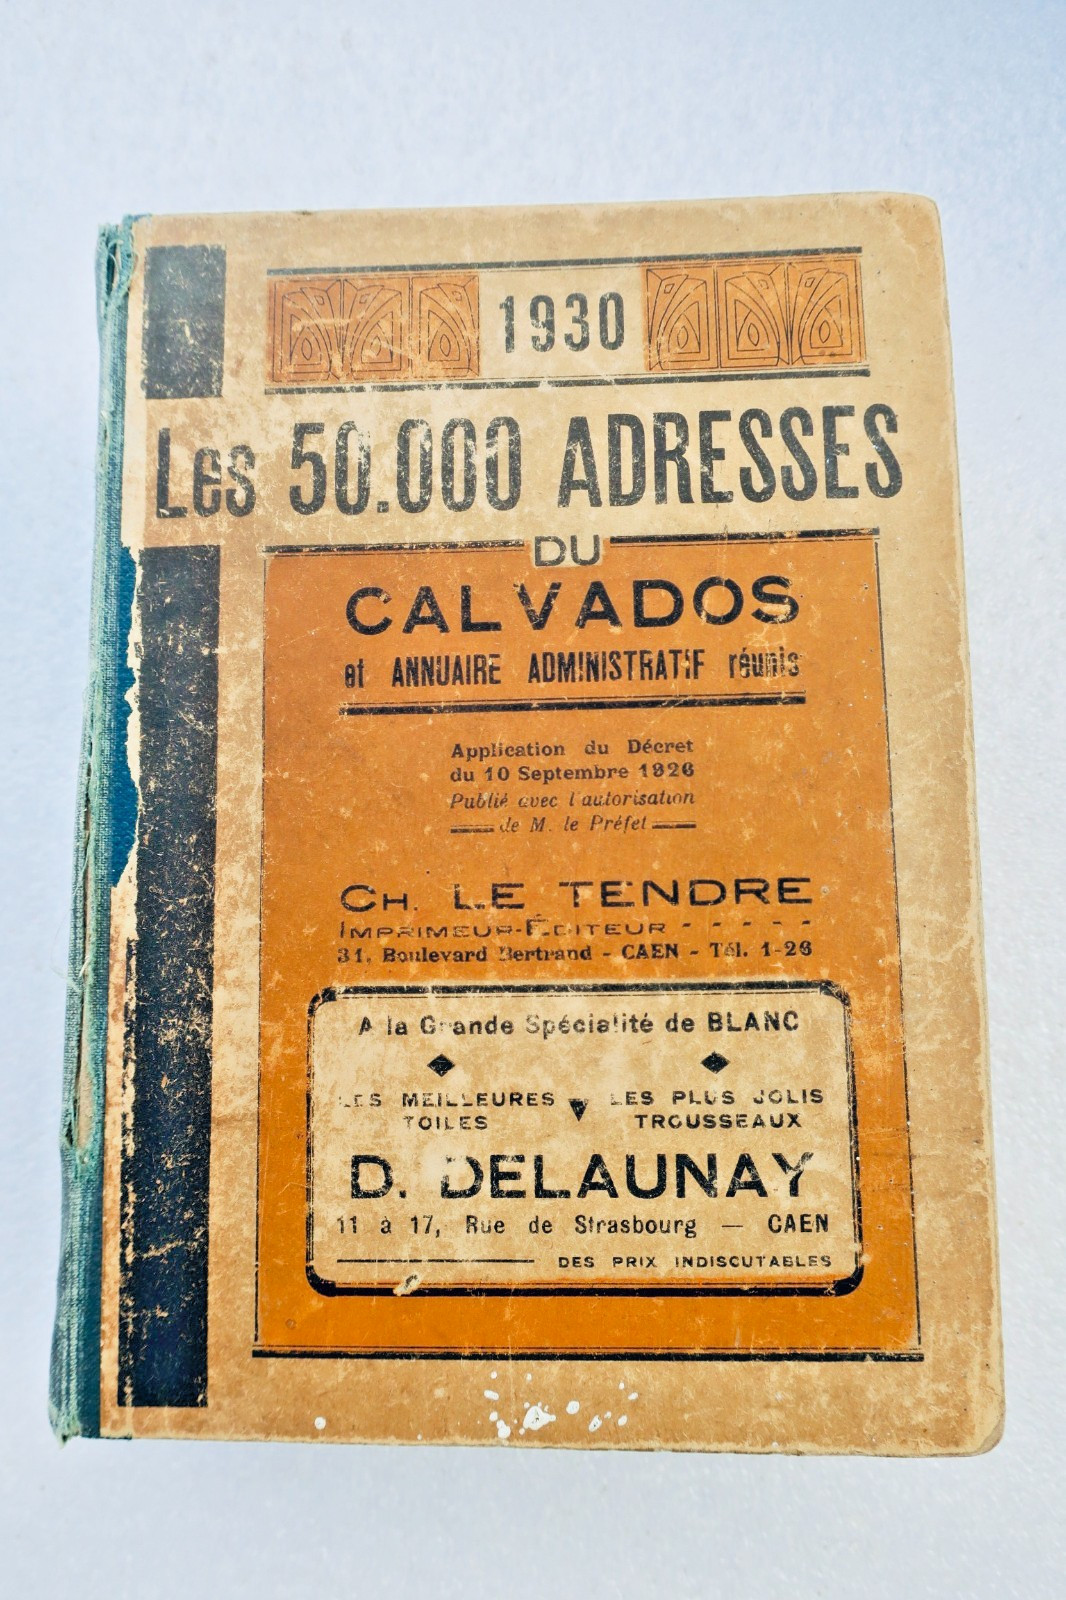 1930
Les 50.000 ADRESSES
DU
CALVADOS
et ANNUAIRE ADMINISTRATIF réunis
Application du Décret
du 10 Septembre 1926
Publié avec l'autorisation
de M. le Préfet
CH. LE TENDRE
IMPRIMEUR-ÉDITEUR - - - - -
31, Boulevard Bertrand - CAEN - Tél. 1-26
A la Grande Spécialité de BLANC
LES MEILLEURES TOILES
LES PLUS JOLIS TROUSSEAUX
D. DELAUNAY
11 à 17, Rue de Strasbourg — CAEN
DES PRIX INDISCUTABLES